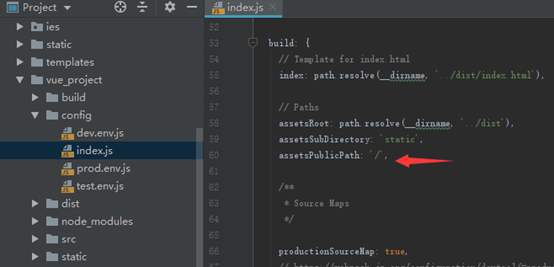 Project
index.js
ies
static
templates
vue_project
build
config
dev.env.js
index.js
prod.env.js
test.env.js
dist
node_modules
src
static
52
53 build: {
54 // Template for index.html
55 index: path.resolve(__dirname, '../dist/index.html'),
56
57 // Paths
58 assetsRoot: path.resolve(__dirname, '../dist'),
59 assetsSubDirectory: 'static',
60 assetsPublicPath: '/',
61
62 /**
63 * Source Maps
64 */
65
66 productionSourceMap: true,